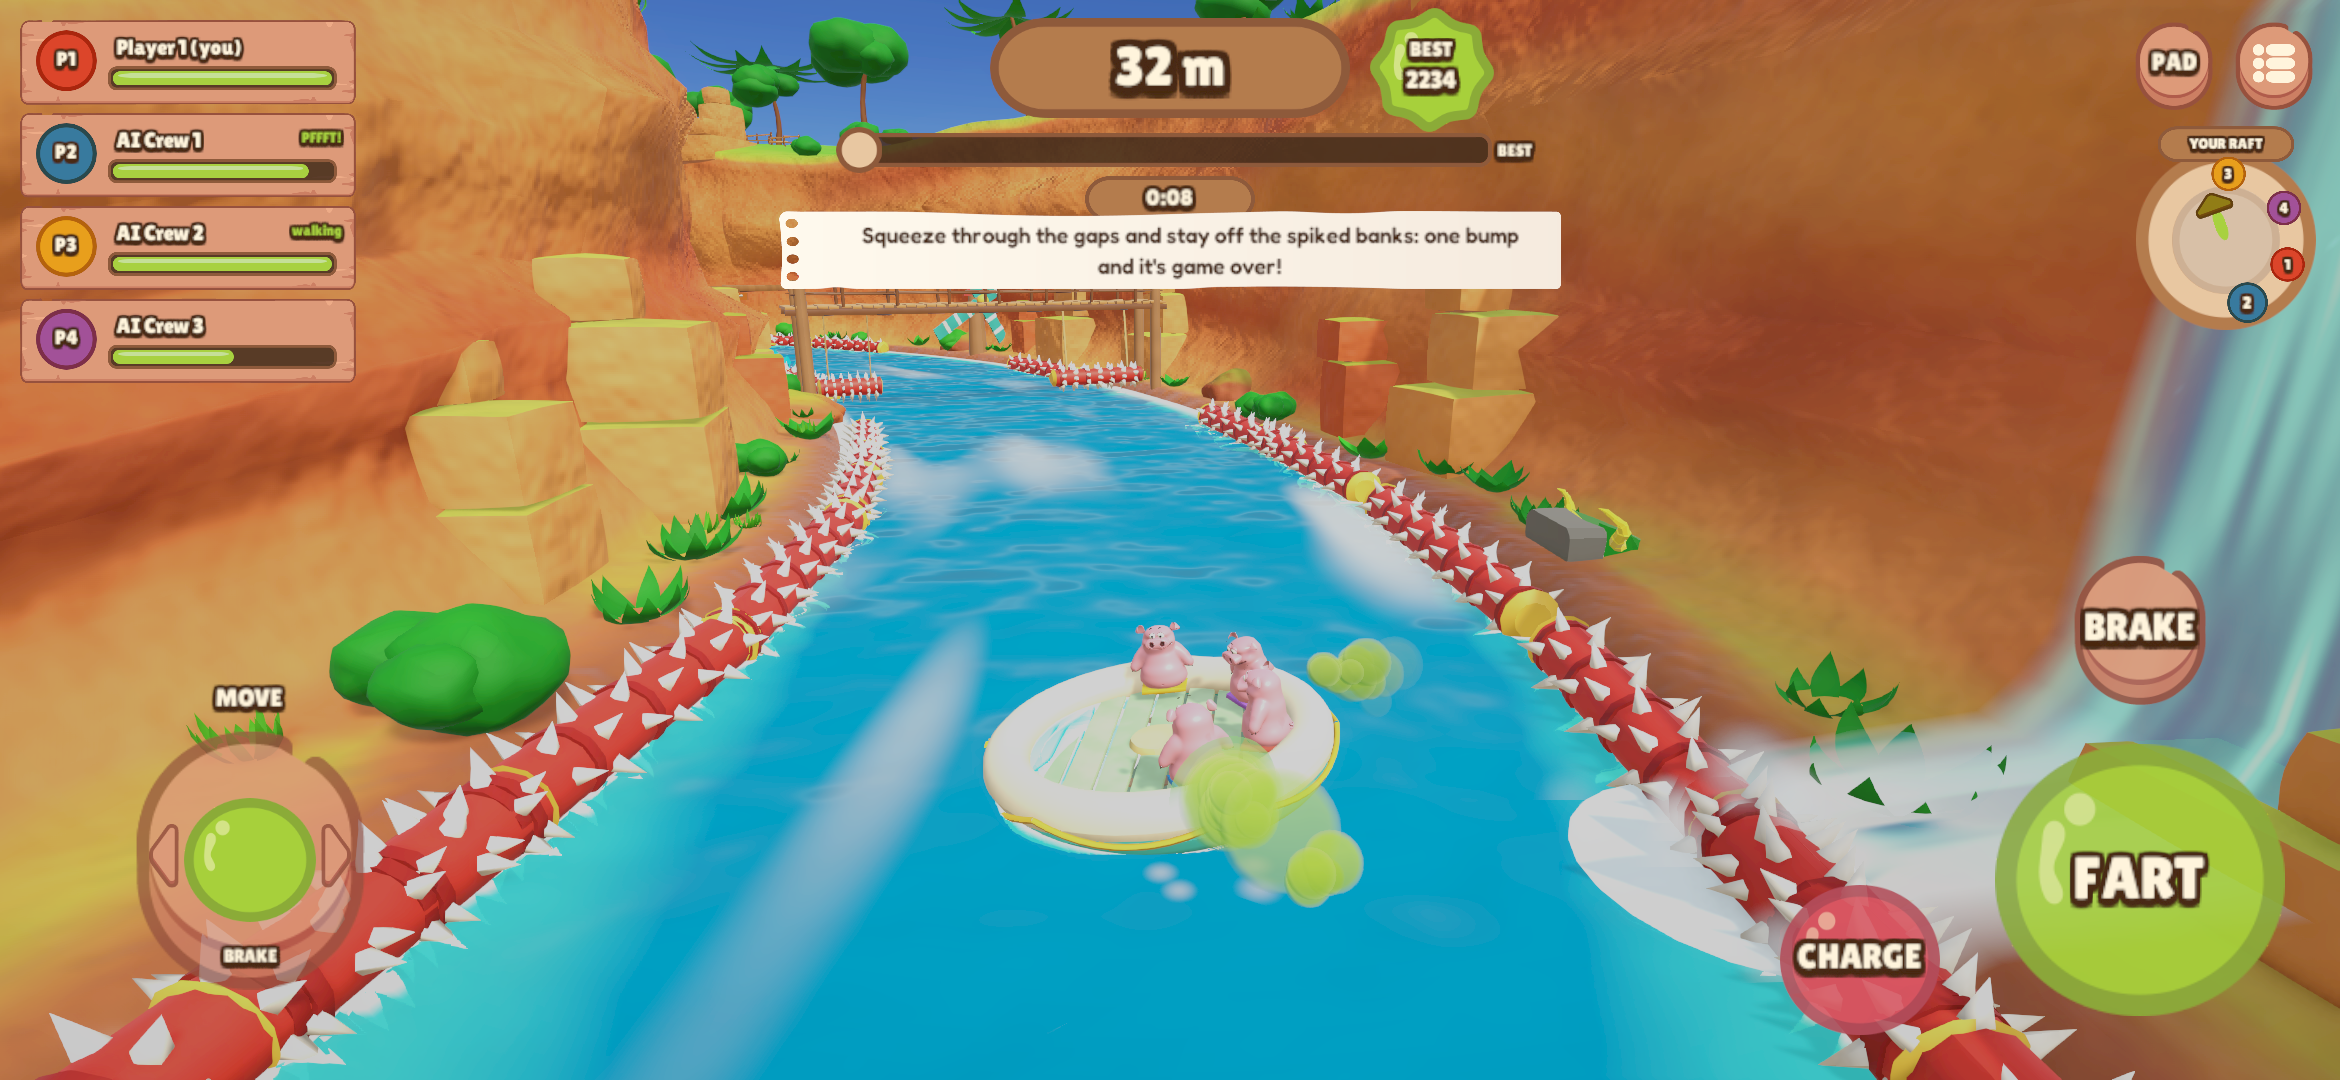 P1
Player 1 (you)
P2
AI Crew 1
PFFFT!
P3
AI Crew 2
walking
P4
AI Crew 3
32 m
BEST
2234
BEST
0:08
Squeeze through the gaps and stay off the spiked banks: one bump
and it's game over!
PAD
YOUR RAFT
3
4
1
2
MOVE
BRAKE
BRAKE
FART
CHARGE